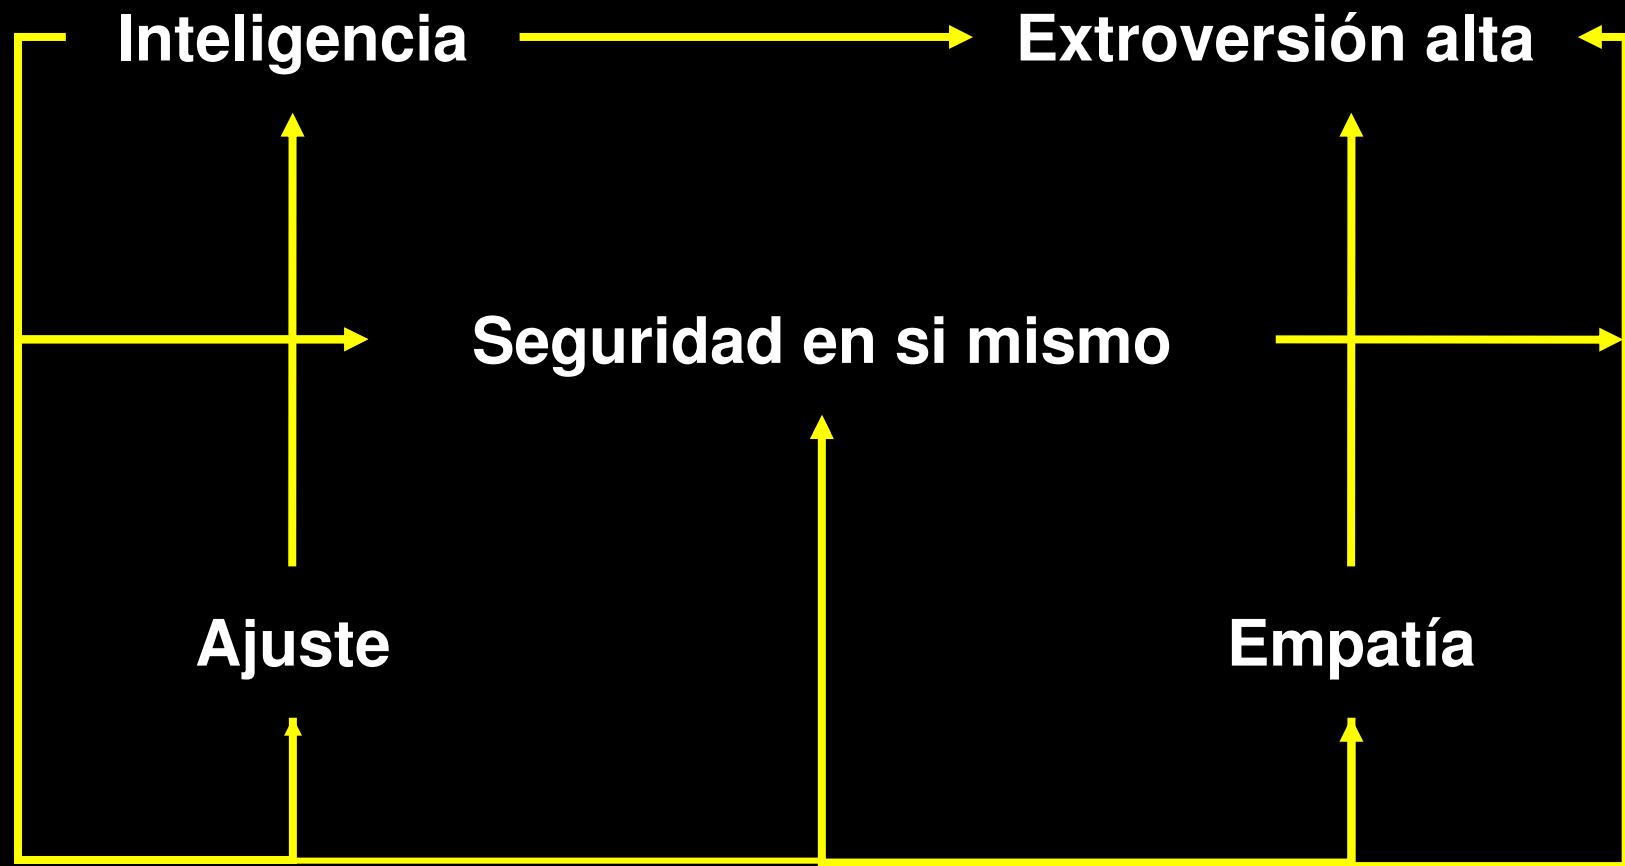 Inteligencia
Extroversión alta
Seguridad en si mismo
Ajuste
Empatía